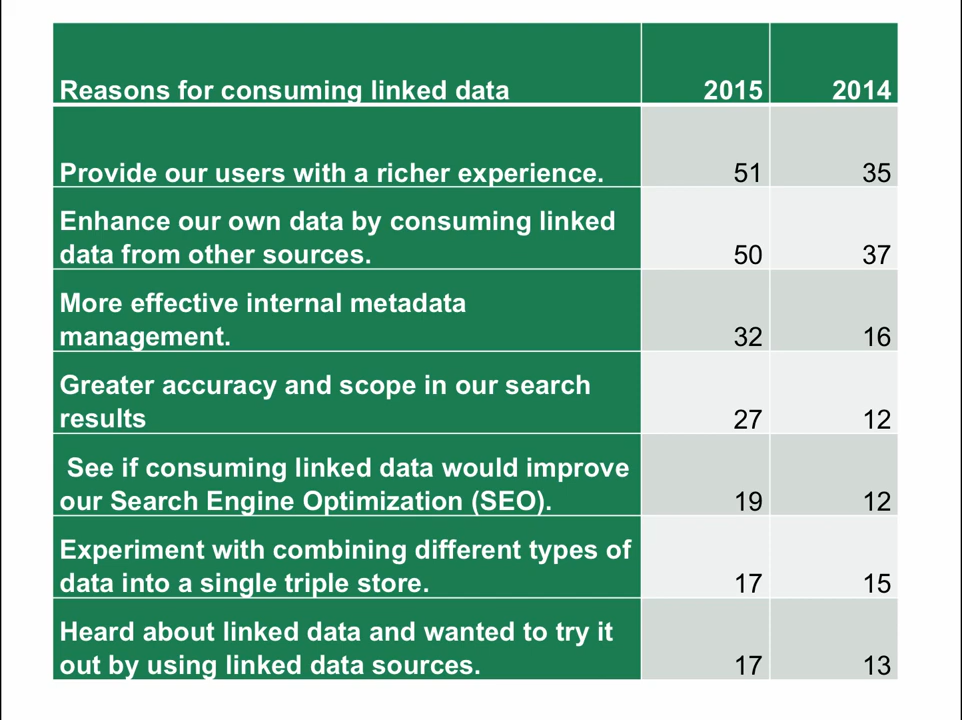 Reasons for consuming linked data 2015 2014
Provide our users with a richer experience. 51 35
Enhance our own data by consuming linked
data from other sources. 50 37
More effective internal metadata
management. 32 16
Greater accuracy and scope in our search
results 27 12
See if consuming linked data would improve
our Search Engine Optimization (SEO). 19 12
Experiment with combining different types of
data into a single triple store. 17 15
Heard about linked data and wanted to try it
out by using linked data sources. 17 13